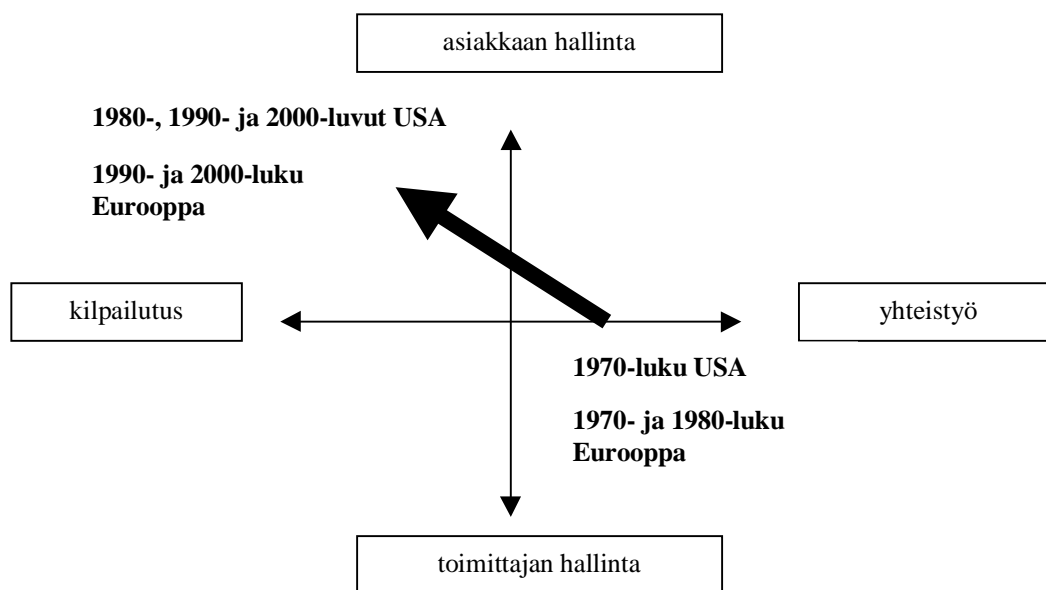 asiakkaan hallinta
1980-, 1990- ja 2000-luvut USA
1990- ja 2000-luku
Eurooppa
kilpailutus
yhteistyö
1970-luku USA
1970- ja 1980-luku
Eurooppa
toimittajan hallinta